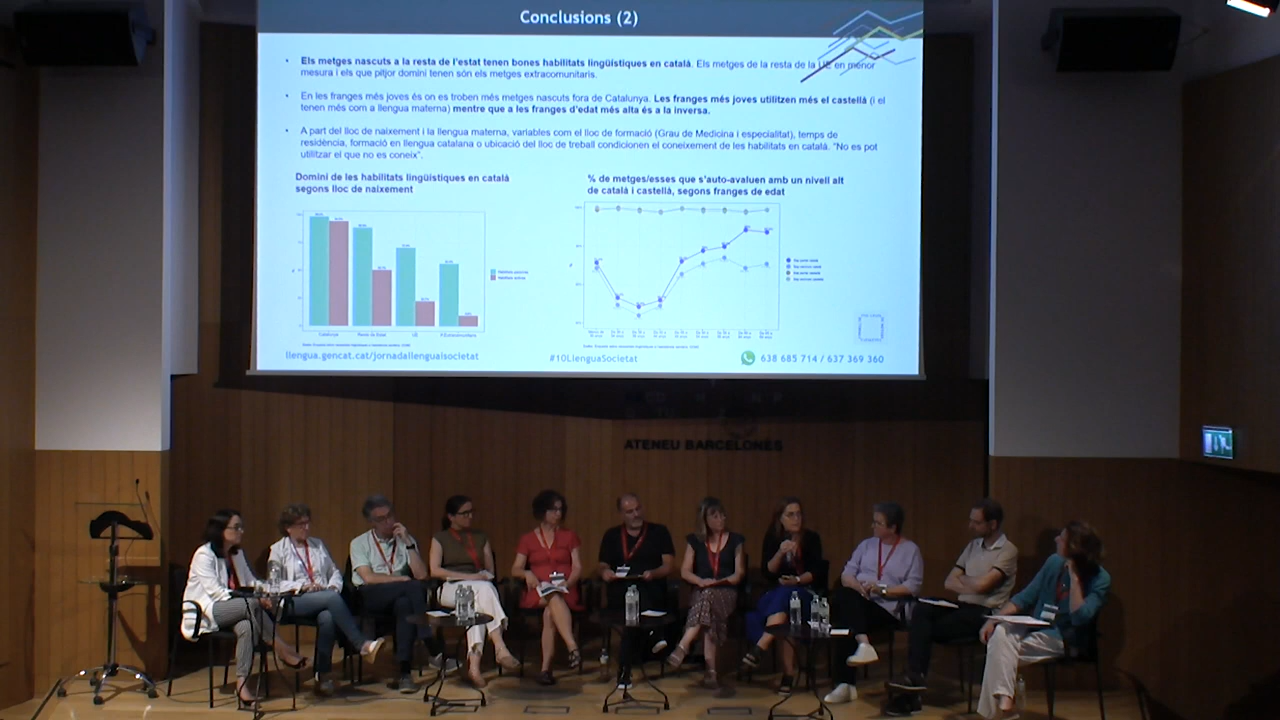 Conclusions (2)
• Els metges nascuts a la resta de l'estat tenen bones habilitats lingüístiques en català. Els metges de la resta de la UE en menor
mesura i els que pitjor domini tenen són els metges extracomunitaris.
• En les franges més joves és on es troben més metges nascuts fora de Catalunya. Les franges més joves utilitzen més el castellà (i el
tenen més com a llengua materna) mentre que a les franges d'edat més alta és a la inversa.
• A part del lloc de naixement i la llengua materna, variables com el lloc de formació (Grau de Medicina i especialitat), temps de
residència, formació en llengua catalana o ubicació del lloc de treball condicionen el coneixement de les habilitats en català. "No es pot
utilitzar el que no es coneix".
Domini de les habilitats lingüístiques en català
segons lloc de naixement
% de metges/esses que s'auto-avaluen amb un nivell alt
de català i castellà, segons franges de edat
Catalunya
Resta de Estat
UE
llengua.gencat.cat/jornadallenguaisocietat
#10LlenguaSocietat
638 685 714 / 637 369 360
ATENEU BARCELONÈS